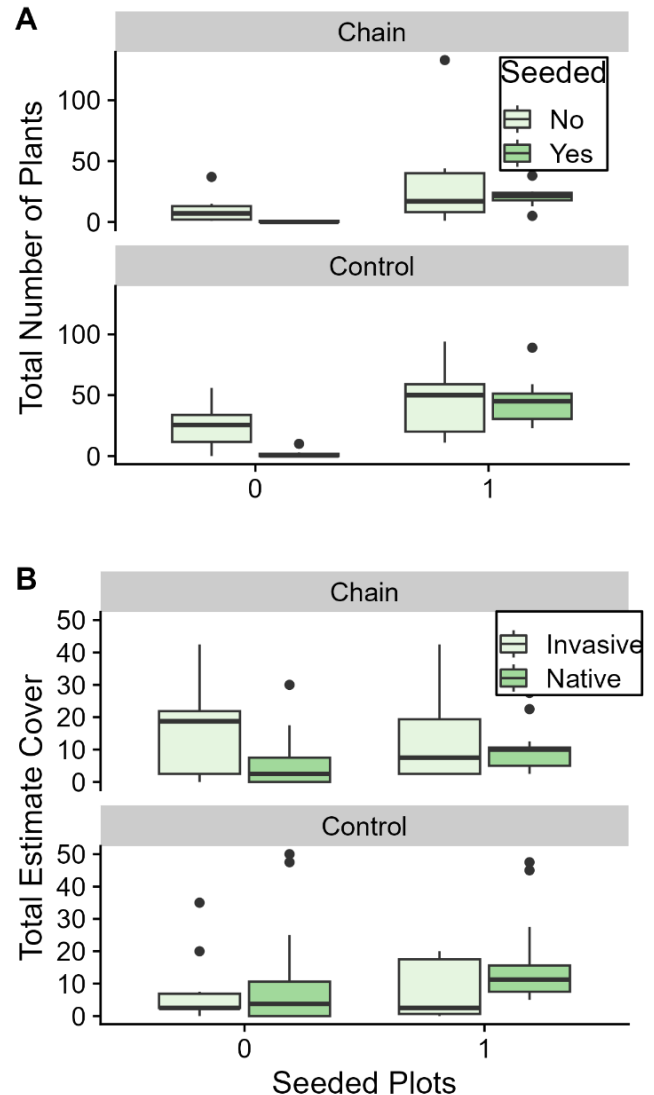 A
Chain
Seeded
No
Yes
100
50
0
Control
100
50
0
0 1
Total Number of Plants
B
Chain
Invasive
Native
50
40
30
20
10
0
Control
50
40
30
20
10
0
0 1
Total Estimate Cover
Seeded Plots